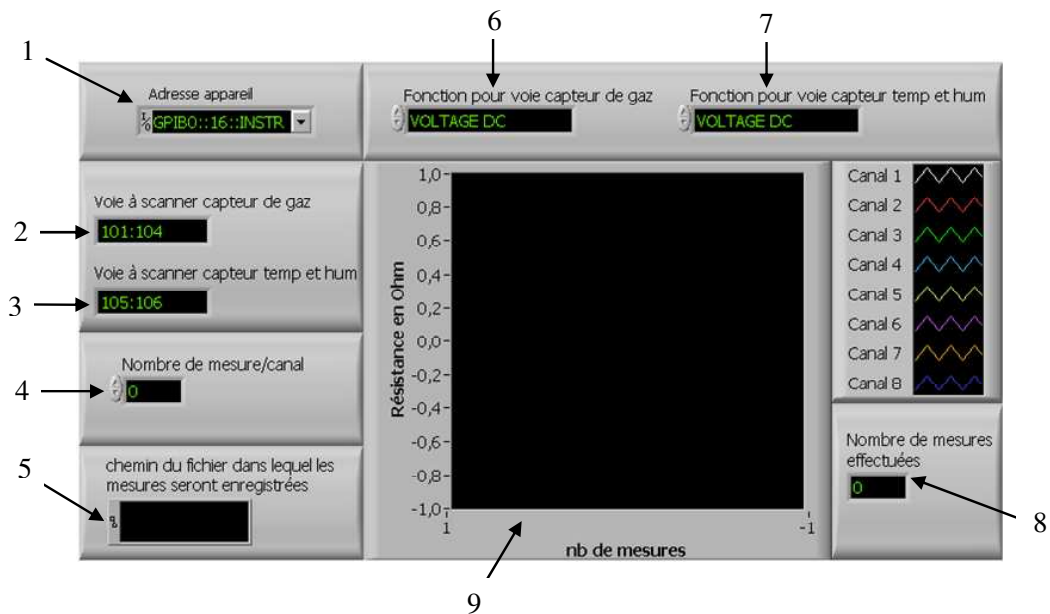 6
7
1
Adresse appareil
GPIB0::16::INSTR
Fonction pour voie capteur de gaz
VOLTAGE DC
Fonction pour voie capteur temp et hum
VOLTAGE DC
2
Voie à scanner capteur de gaz
101:104
3
Voie à scanner capteur temp et hum
105:106
4
Nombre de mesure/canal
0
5
chemin du fichier dans lequel les
mesures seront enregistrées
Résistance en Ohm
1,0
0,8
0,6
0,4
0,2
0,0
-0,2
-0,4
-0,6
-0,8
-1,0
1
-1
nb de mesures
9
Canal 1
Canal 2
Canal 3
Canal 4
Canal 5
Canal 6
Canal 7
Canal 8
Nombre de mesures
effectuées
0
8